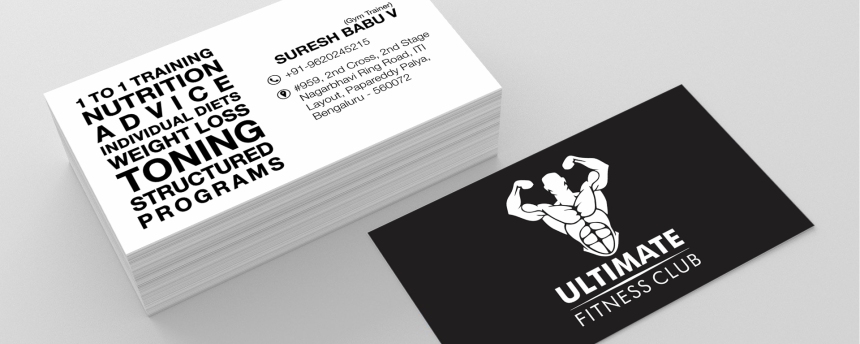 1 TO 1 TRAINING
NUTRITION
ADVICE
INDIVIDUAL DIETS
WEIGHT LOSS
TONING
STRUCTURED
PROGRAMS
(Gym Trainer)
SURESH BABU V
+91-9620245215
#959, 2nd Cross, 2nd Stage
Nagarbhavi Ring Road, ITI
Layout, Papareddy Palya,
Bengaluru - 560072
ULTIMATE
FITNESS CLUB